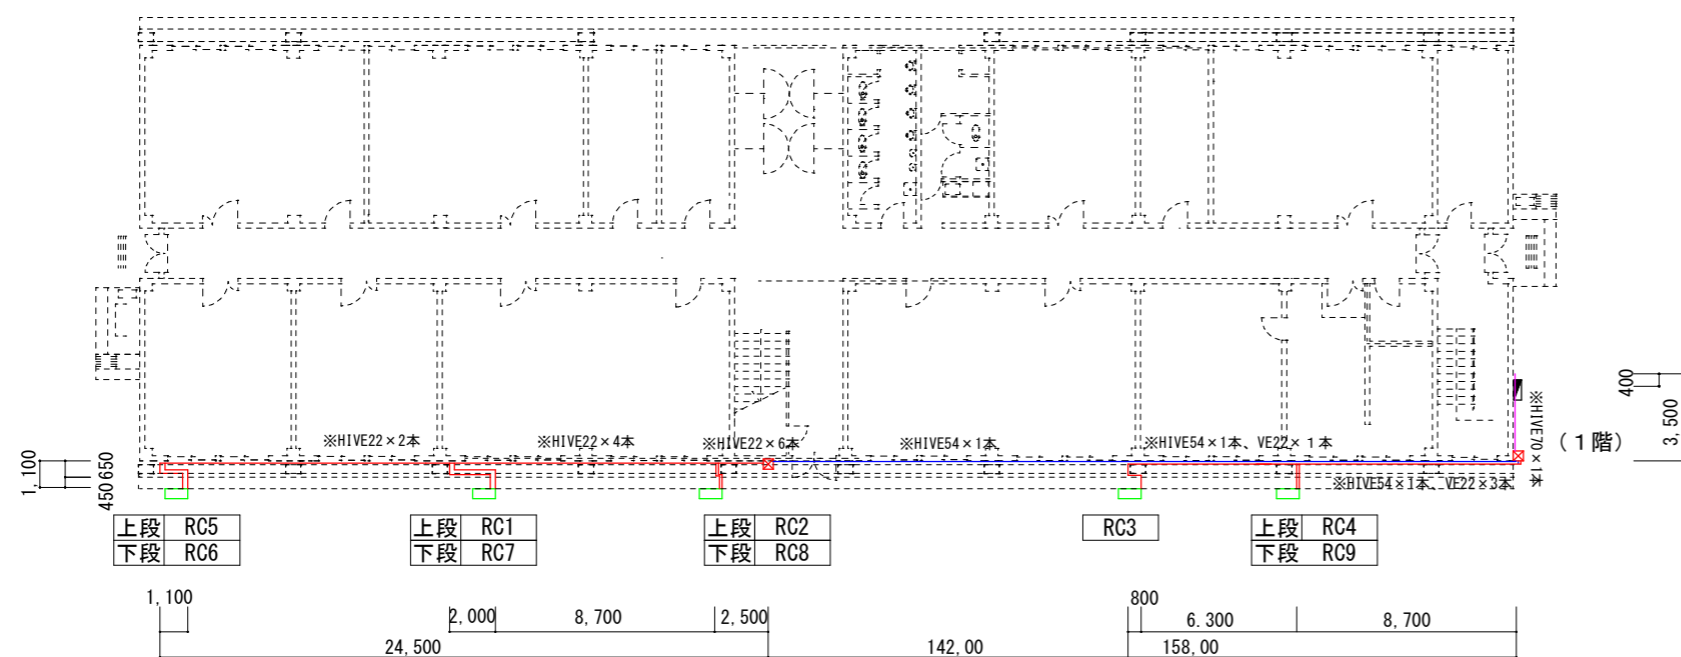 ※HIVE22×2本
※HIVE22×4本
※HIVE22×6本
※HIVE54×1本
※HIVE54×1本、VE22×1本
※HIVE54×1本、VE22×3本
※HIVE70×1本
(1階)
400
3,500
1,100
650
450
上段 RC5
下段 RC6
上段 RC1
下段 RC7
上段 RC2
下段 RC8
RC3
上段 RC4
下段 RC9
1,100
2,000
8,700
2,500
800
6.300
8,700
24,500
142,00
158,00